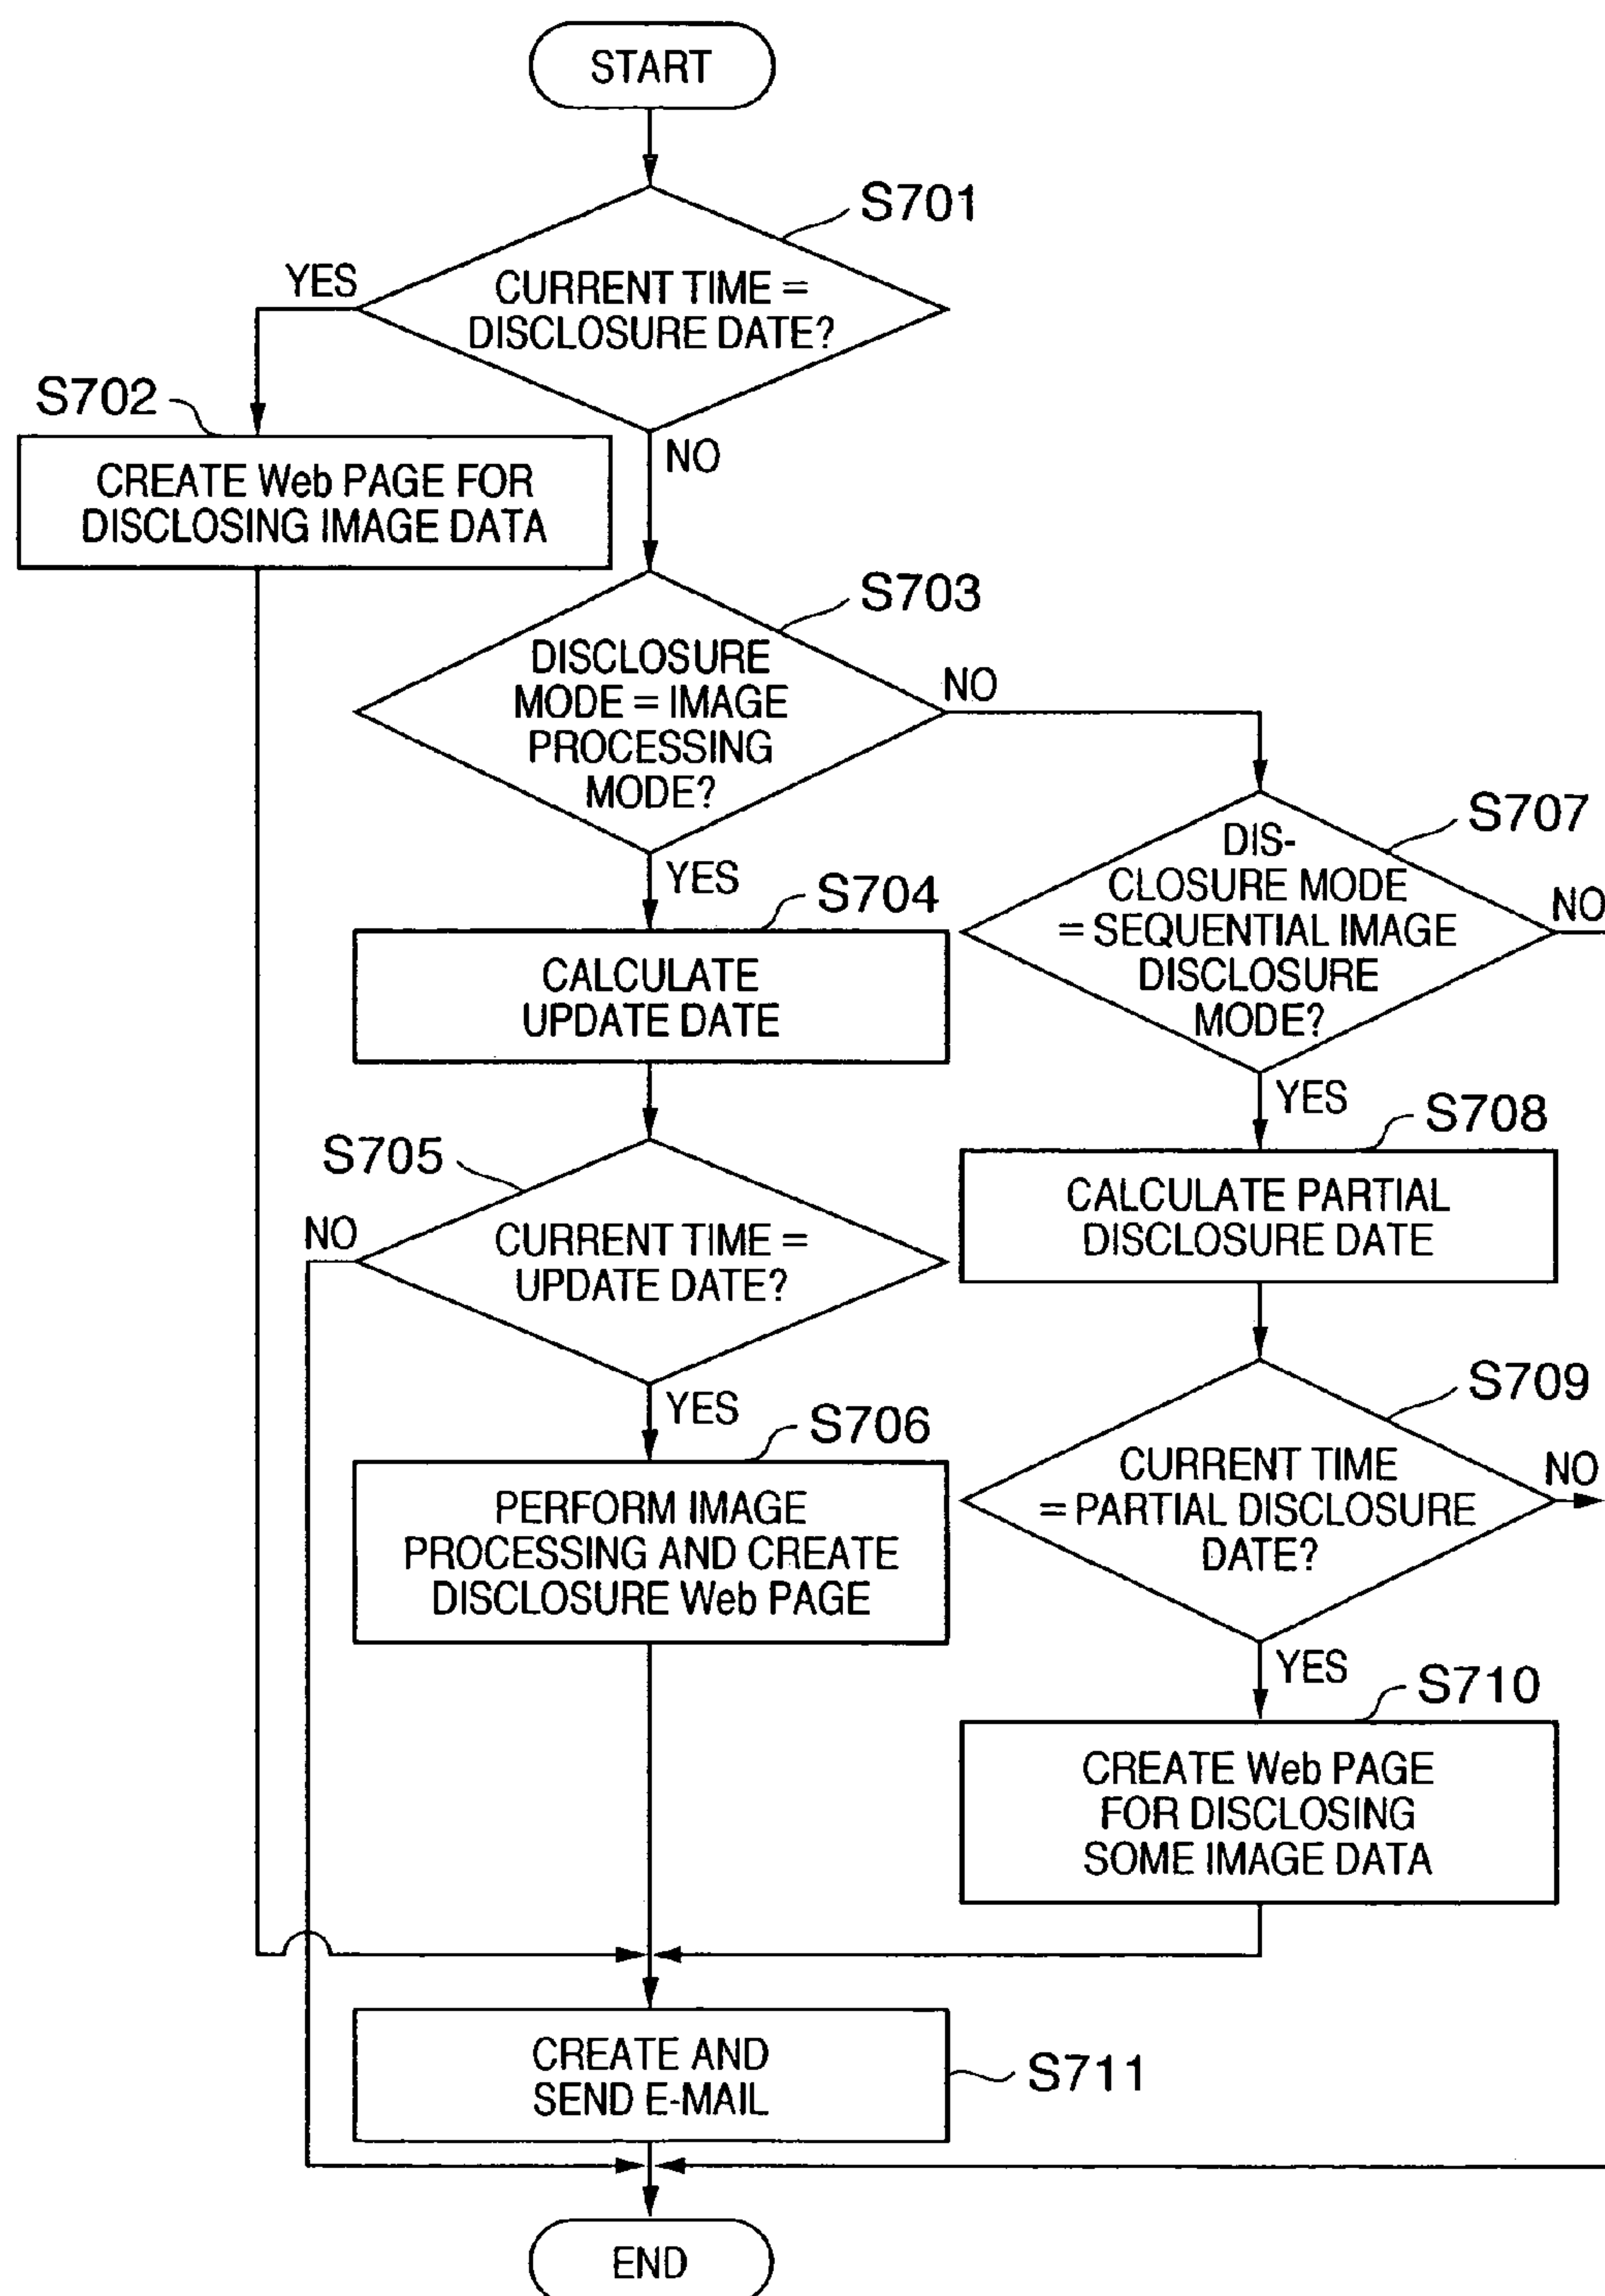 START
S701
YES
CURRENT TIME =
DISCLOSURE DATE?
S702
NO
CREATE Web PAGE FOR
DISCLOSING IMAGE DATA
S703
DISCLOSURE
MODE = IMAGE
PROCESSING
MODE?
NO
S707
DIS-
CLOSURE MODE
= SEQUENTIAL IMAGE
DISCLOSURE
MODE?
NO
YES
S704
CALCULATE
UPDATE DATE
YES
S708
CALCULATE PARTIAL
DISCLOSURE DATE
S705
NO
CURRENT TIME =
UPDATE DATE?
YES
S706
PERFORM IMAGE
PROCESSING AND CREATE
DISCLOSURE Web PAGE
S709
CURRENT TIME
= PARTIAL DISCLOSURE
DATE?
NO
YES
S710
CREATE Web PAGE
FOR DISCLOSING
SOME IMAGE DATA
CREATE AND
SEND E-MAIL
S711
END